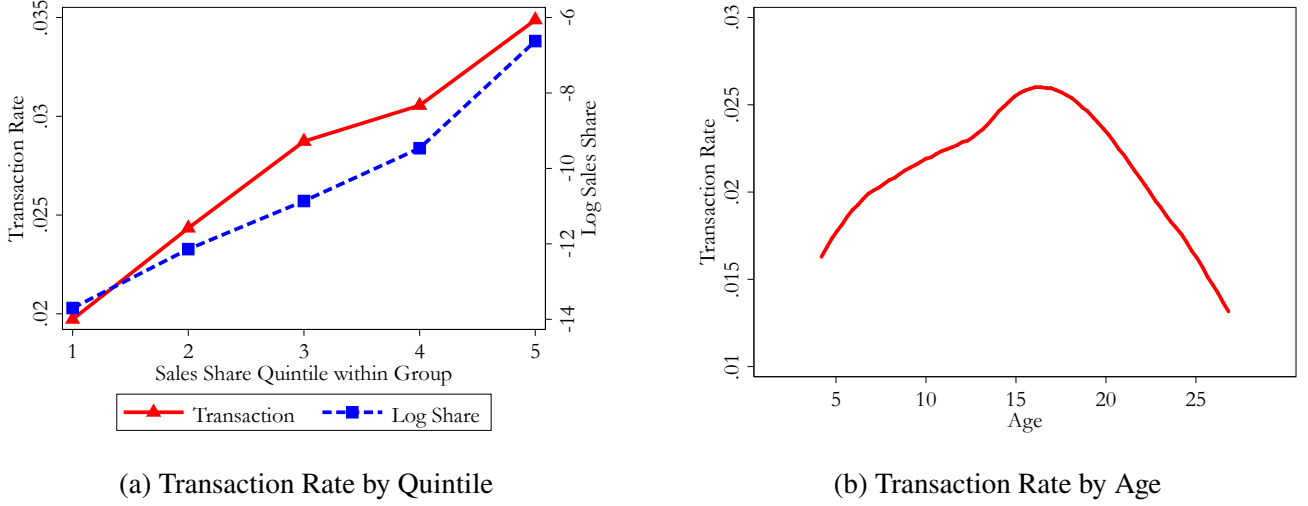 Transaction Rate
.02 .025 .03 .035
-14 -12 -10 -8 -6
Log Sales Share
1 2 3 4 5
Sales Share Quintile within Group
Transaction Log Share
(a) Transaction Rate by Quintile
Transaction Rate
.01 .015 .02 .025 .03
5 10 15 20 25
Age
(b) Transaction Rate by Age